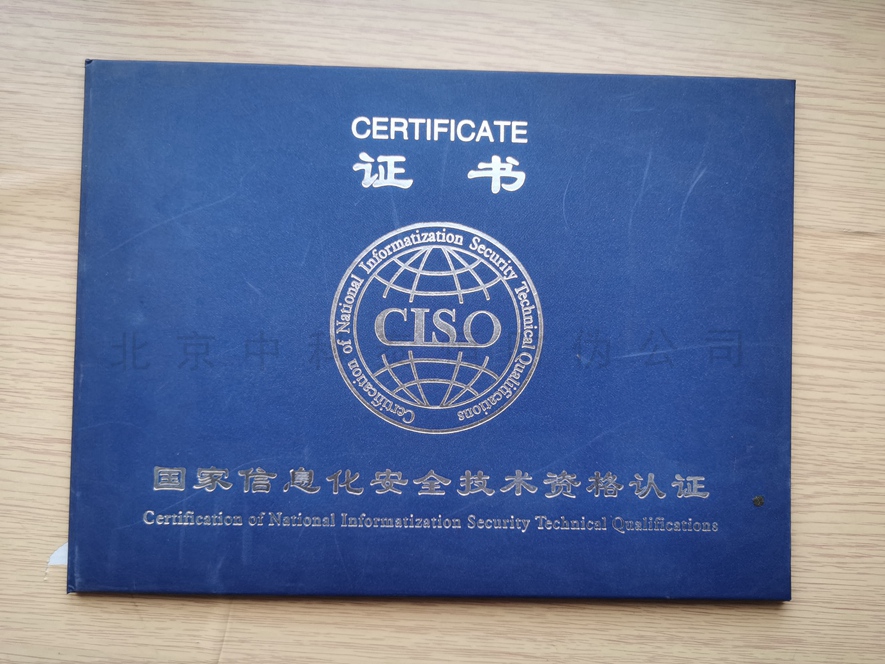 CERTIFICATE
证 书
Certification of National Informatization Security Technical Qualifications
CISO
北京中科 伪公司
国家信息化安全技术资格认证
Certification of National Informatization Security Technical Qualifications